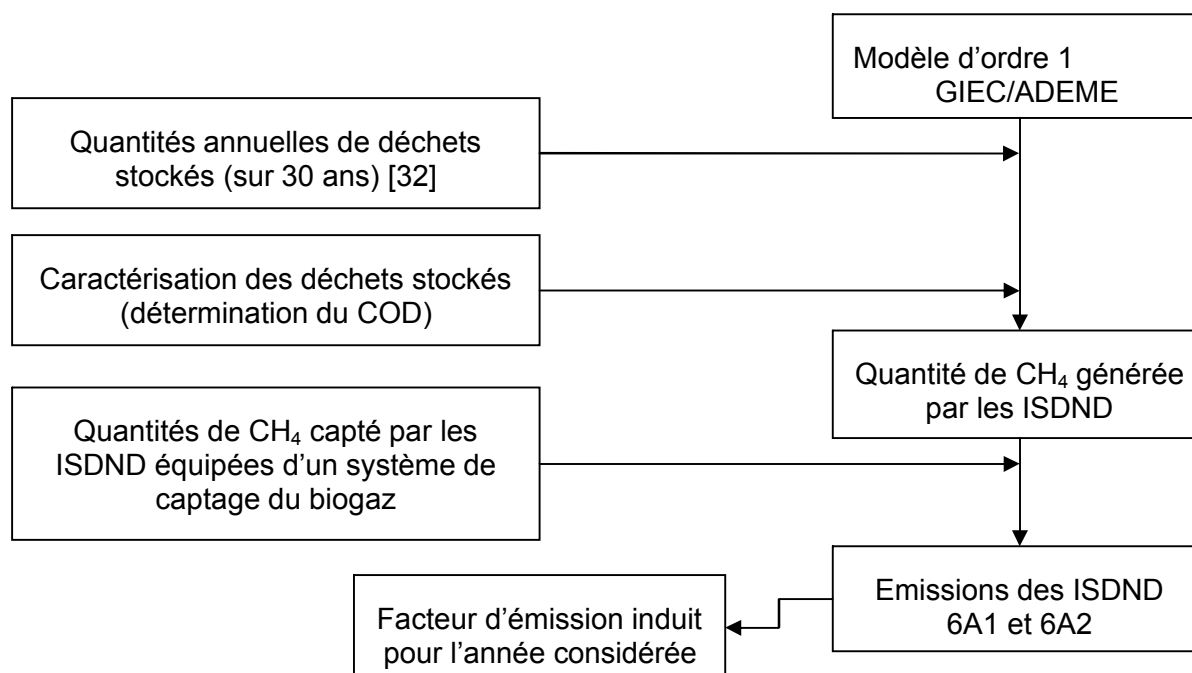 Modèle d’ordre 1
GIEC/ADEME
Quantités annuelles de déchets
stockés (sur 30 ans) [32]
Caractérisation des déchets stockés
(détermination du COD)
Quantité de CH₄ générée
par les ISDND
Quantités de CH₄ capté par les
ISDND équipées d’un système de
captage du biogaz
Emissions des ISDND
6A1 et 6A2
Facteur d’émission induit
pour l’année considérée